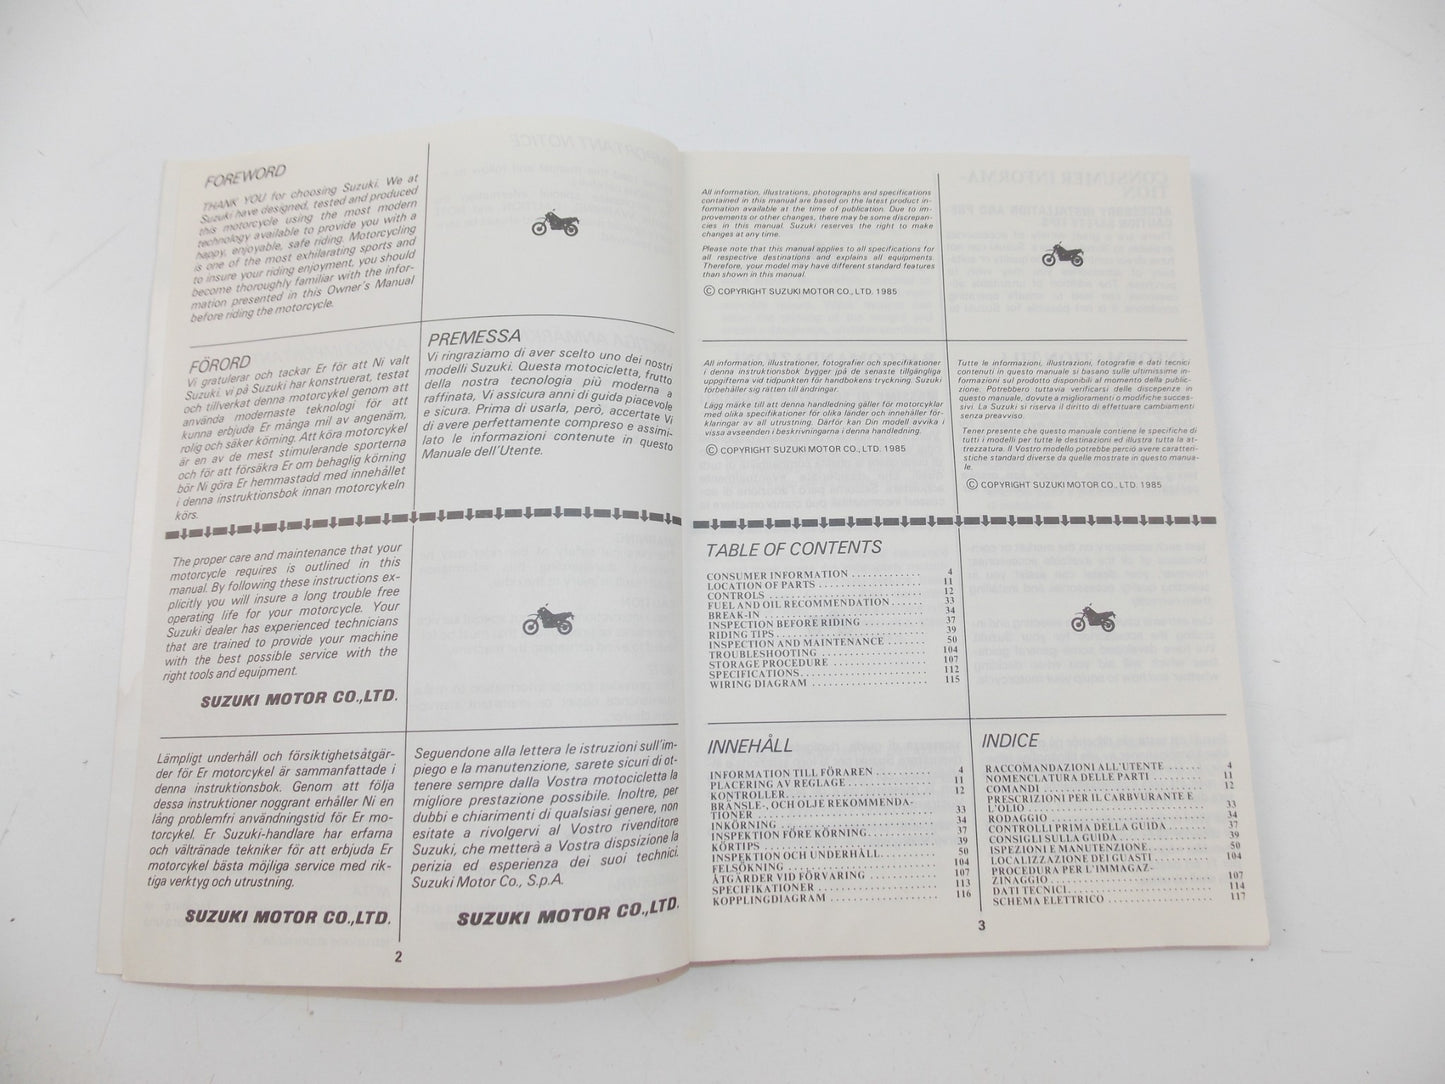 FOREWORD
THANK YOU for choosing Suzuki. We at
Suzuki have designed, tested and produced
this motorcycle using the most modern
technology available to provide you with a
happy, enjoyable, safe riding. Motorcycling
is one of the most exhilarating sports and
to insure your riding enjoyment, you should
become thoroughly familiar with the infor-
mation presented in this Owner's Manual
before riding the motorcycle.
FÖRORD
Vi gratulerar och tackar Er för att Ni valt
Suzuki. vi på Suzuki har konstruerat, testat
och tillverkat denna motorcykel genom att
använda modernaste teknologi för att
kunna erbjuda Er många mil av angenäm,
rolig och säker körning. Att köra motorcykel
är en av de mest stimulerande sporterna
och för att försäkra Er om behaglig körning
bör Ni göra Er hemmastadd med innehållet
i denna instruktionsbok innan motorcykeln
körs.
PREMESSA
Vi ringraziamo di aver scelto uno dei nostri
modelli Suzuki. Questa motocicletta, frutto
della nostra tecnologia più moderna a
raffinata, Vi assicura anni di guida piacevole
e sicura. Prima di usarla, però, accertate Vi
di avere perfettamente compreso e assimi-
lato le informazioni contenute in questo
Manuale dell'Utente.
The proper care and maintenance that your
motorcycle requires is outlined in this
manual. By following these instructions ex-
plicitly you will insure a long trouble free
operating life for your motorcycle. Your
Suzuki dealer has experienced technicians
that are trained to provide your machine
with the best possible service with the
right tools and equipment.
SUZUKI MOTOR CO.,LTD.
Lämpligt underhåll och försiktighetsåtgär-
der för Er motorcykel är sammanfattade i
denna instruktionsbok. Genom att följa
dessa instruktioner noggrant erhåller Ni en
lång problemfri användningstid för Er mo-
torcykel. Er Suzuki-handlare har erfarna
och vältränade tekniker för att erbjuda Er
motorcykel bästa möjliga service med rik-
tiga verktyg och utrustning.
SUZUKI MOTOR CO.,LTD.
Seguendone alla lettera le istruzioni sull'im-
piego e la manutenzione, sarete sicuri di ot-
tenere sempre dalla Vostra motocicletta la
migliore prestazione possibile. Inoltre, per
dubbi e chiarimenti di qualsiasi genere, non
esitate a rivolgervi al Vostro rivenditore
Suzuki, che metterà a Vostra dispsizione la
perizia ed esperienza dei suoi technici.
Suzuki Motor Co., S.p.A.
SUZUKI MOTOR CO.,LTD.
2
All information, illustrations, photographs and specifications
contained in this manual are based on the latest product in-
formation available at the time of publication. Due to im-
provements or other changes, there may be some discrepan-
cies in this manual. Suzuki reserves the right to make
changes at any time.
Please note that this manual applies to all specifications for
all respective destinations and explains all equipments.
Therefore, your model may have different standard features
than shown in this manual.
© COPYRIGHT SUZUKI MOTOR CO., LTD. 1985
All information, illustrationer, fotografier och specifikationer
i denna instruktionsbok bygger jpå de senaste tillgångliga
uppgifterna vid tidpunkten för handbokens tryckning. Suzuki
förbehåller sig rätten till ändringar.
Lägg märke till att denna handledning gäller för motorcyklar
med olika specifikationer för olika länder och innehåller för-
klaringar av all utrustning. Därför kan Din modell avvika i
vissa avseenden i beskrivningarna i denna handledning.
© COPYRIGHT SUZUKI MOTOR CO., LTD. 1985
Tutte le informazioni, illustrazioni, fotografie e dati tecnici
contenuti in questo manuale si basano sulle ultimissime in-
formazioni sul prodotto disponibili al momento della public-
zione. Potrebbero tuttavia verificarsi delle discepenze in
questo manuale, dovute a miglioramenti o modifiche succes-
sivi. La Suzuki si riserva il diritto di effettuare cambiamenti
senza preavviso.
Tener presente che questo manuale contiene le specifiche di
tutti i modelli per tutte le destinazioni ed illustra tutta la at-
trezzatura. Il Vostro modello potrebbe perciò avere caratteri-
stiche standard diverse da quelle mostrate in questo manua-
le.
© COPYRIGHT SUZUKI MOTOR CO., LTD. 1985
TABLE OF CONTENTS
CONSUMER INFORMATION ............ 4
LOCATION OF PARTS ................. 11
CONTROLS ......................... 12
FUEL AND OIL RECOMMENDATION...... 33
BREAK-IN .......................... 34
INSPECTION BEFORE RIDING .......... 37
RIDING TIPS ........................ 39
INSPECTION AND MAINTENANCE ....... 50
TROUBLESHOOTING ................. 104
STORAGE PROCEDURE ............... 107
SPECIFICATIONS..................... 112
WIRING DIAGRAM ................... 115
INNEHÅLL
INFORMATION TILL FÖRAREN .......... 4
PLACERING AV REGLAGE .............. 11
KONTROLLER........................ 12
BRÄNSLE-, OCH OLJE REKOMMENDA-
TIONER ............................ 33
INKÖRNING ........................ 34
INSPEKTION FÖRE KÖRNING........... 37
KÖRTIPS ........................... 39
INSPEKTION OCH UNDERHÅLL......... 50
FELSÖKNING ....................... 104
ÅTGÄRDER VID FÖRVARING .......... 107
SPECIFIKATIONER ................... 113
KOPPLINGDIAGRAM ................. 116
INDICE
RACCOMANDAZIONI ALL'UTENTE ...... 4
NOMENCLATURA DELLE PARTI ......... 11
COMANDI .......................... 12
PRESCRIZIONI PER IL CARBVURANTE E
L'OLIO ............................. 33
RODAGGIO ......................... 34
CONTROLLI PRIMA DELLA GUIDA....... 37
CONSIGLI SULLA GUIDA .............. 39
ISPEZIONI E MANUTENZIONE.......... 50
LOCALIZZAZIONE DEI GUASTI ......... 104
PROCEDURA PER L'IMMAGAZ-
ZINAGGIO ......................... 107
DATI TECNICI....................... 114
SCHEMA ELETTRICO ................. 117
3